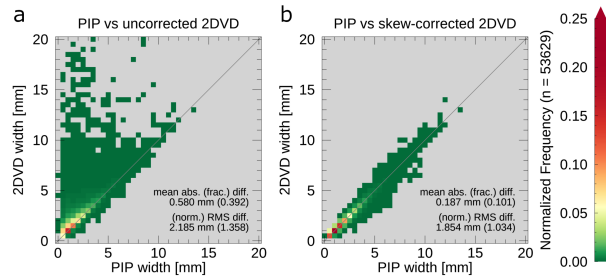 a
PIP vs uncorrected 2DVD
20
15
10
5
0
2DVD width [mm]
mean abs. (frac.) diff.
0.580 mm (0.392)
(norm.) RMS diff.
2.185 mm (1.358)
0 5 10 15 20
PIP width [mm]
b
PIP vs skew-corrected 2DVD
20
15
10
5
0
2DVD width [mm]
mean abs. (frac.) diff.
0.187 mm (0.101)
(norm.) RMS diff.
1.854 mm (1.034)
0 5 10 15 20
PIP width [mm]
0.25
0.20
0.15
0.10
0.05
0.00
Normalized Frequency (n = 53629)